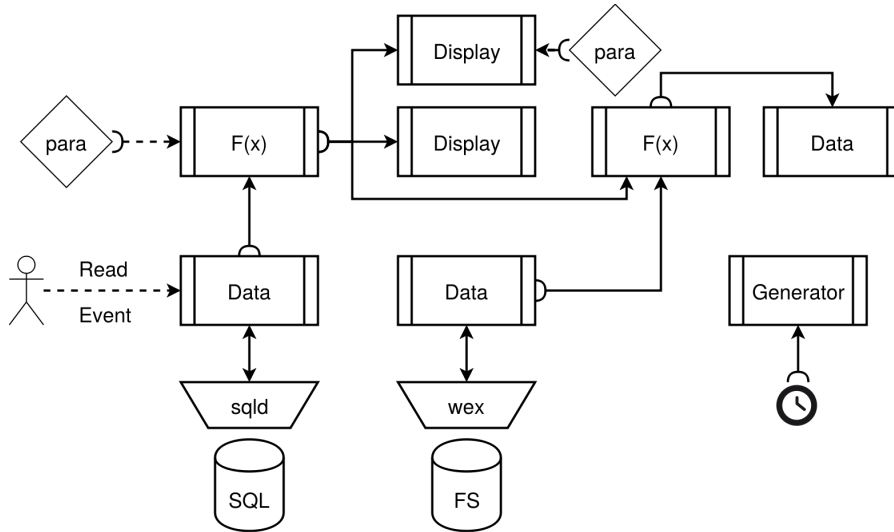 Display
para
para
F(x)
Display
F(x)
Data
Read
Event
Data
Data
Generator
sqld
wex
SQL
FS